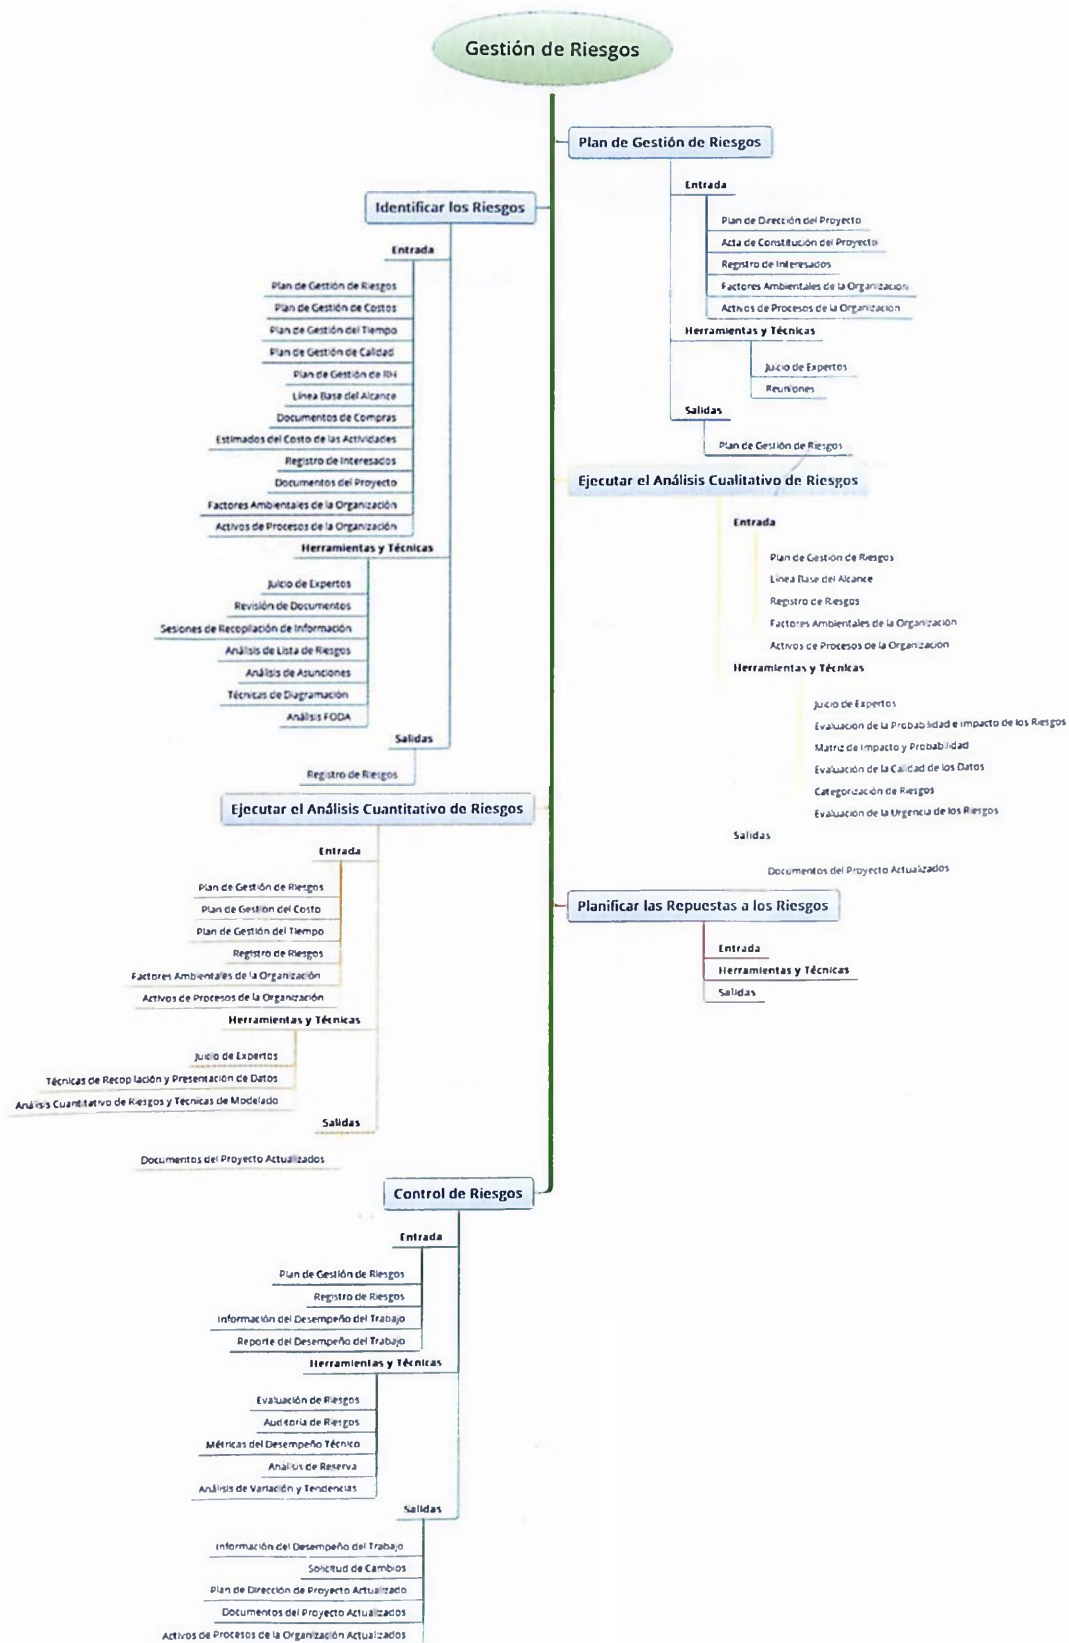 Gestión de Riesgos
Plan de Gestión de Riesgos
Entrada
Plan de Dirección del Proyecto
Acta de Constitución del Proyecto
Registro de Interesados
Factores Ambientales de la Organización
Activos de Procesos de la Organización
Herramientas y Técnicas
Juicio de Expertos
Reuniones
Salidas
Plan de Gestión de Riesgos
Identificar los Riesgos
Entrada
Plan de Gestión de Riesgos
Plan de Gestión de Costos
Plan de Gestión del Tiempo
Plan de Gestión de Calidad
Plan de Gestión de RH
Línea Base del Alcance
Documentos de Compras
Estimados del Costo de las Actividades
Registro de Interesados
Documentos del Proyecto
Factores Ambientales de la Organización
Activos de Procesos de la Organización
Herramientas y Técnicas
Juicio de Expertos
Revisión de Documentos
Sesiones de Recopilación de Información
Análisis de Lista de Riesgos
Análisis de Asunciones
Técnicas de Diagramación
Análisis FODA
Salidas
Registro de Riesgos
Ejecutar el Análisis Cualitativo de Riesgos
Entrada
Plan de Gestión de Riesgos
Línea Base del Alcance
Registro de Riesgos
Factores Ambientales de la Organización
Activos de Procesos de la Organización
Herramientas y Técnicas
Juicio de Expertos
Evaluación de la Probabilidad e Impacto de los Riesgos
Matriz de Impacto y Probabilidad
Evaluación de la Calidad de los Datos
Categorización de Riesgos
Evaluación de la Urgencia de los Riesgos
Salidas
Documentos del Proyecto Actualizados
Ejecutar el Análisis Cuantitativo de Riesgos
Entrada
Plan de Gestión de Riesgos
Plan de Gestión del Costo
Plan de Gestión del Tiempo
Registro de Riesgos
Factores Ambientales de la Organización
Activos de Procesos de la Organización
Herramientas y Técnicas
Juicio de Expertos
Técnicas de Recopilación y Presentación de Datos
Análisis Cuantitativo de Riesgos y Técnicas de Modelado
Salidas
Documentos del Proyecto Actualizados
Planificar las Repuestas a los Riesgos
Entrada
Herramientas y Técnicas
Salidas
Control de Riesgos
Entrada
Plan de Gestión de Riesgos
Registro de Riesgos
Información del Desempeño del Trabajo
Reporte del Desempeño del Trabajo
Herramientas y Técnicas
Evaluación de Riesgos
Auditoria de Riesgos
Métricas del Desempeño Técnico
Análisis de Reserva
Análisis de Variación y Tendencias
Salidas
Información del Desempeño del Trabajo
Solicitud de Cambios
Plan de Dirección de Proyecto Actualizado
Documentos del Proyecto Actualizados
Activos de Procesos de la Organización Actualizados